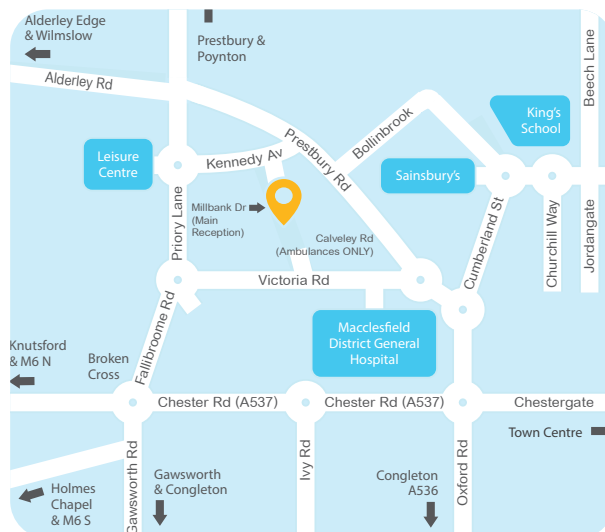 Alderley Edge
& Wilmslow
Prestbury &
Poynton
Beech Lane
Alderley Rd
King's
School
Bollinbrook
Prestbury Rd
Leisure
Centre
Kennedy Av
Sainsbury's
Millbank Dr
(Main
Reception)
Priory Lane
Calveley Rd
(Ambulances ONLY)
Cumberland St
Churchill Way
Jordangate
Victoria Rd
Fallibroome Rd
Macclesfield
District General
Hospital
Knutsford
& M6 N
Broken
Cross
Chester Rd (A537)
Chester Rd (A537)
Chestergate
Town Centre
Gawsworth Rd
Ivy Rd
Oxford Rd
Gawsworth
& Congleton
Congleton
A536
Holmes
Chapel
& M6 S